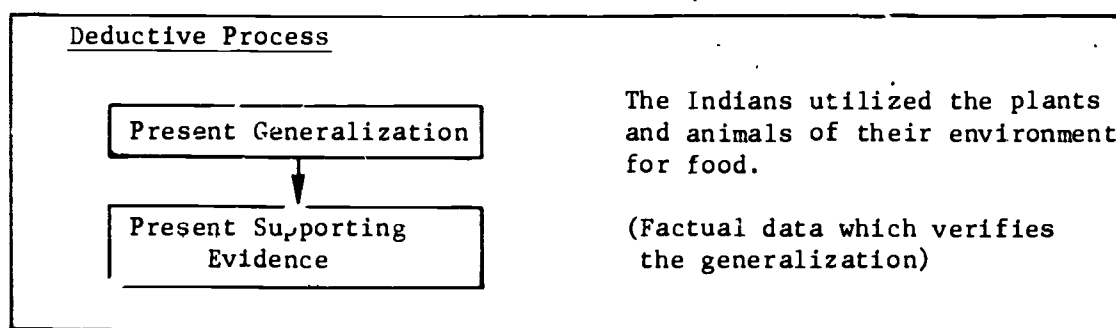 Deductive Process
Present Generalization
The Indians utilized the plants
and animals of their environment
for food.
Present Supporting
Evidence
(Factual data which verifies
the generalization)